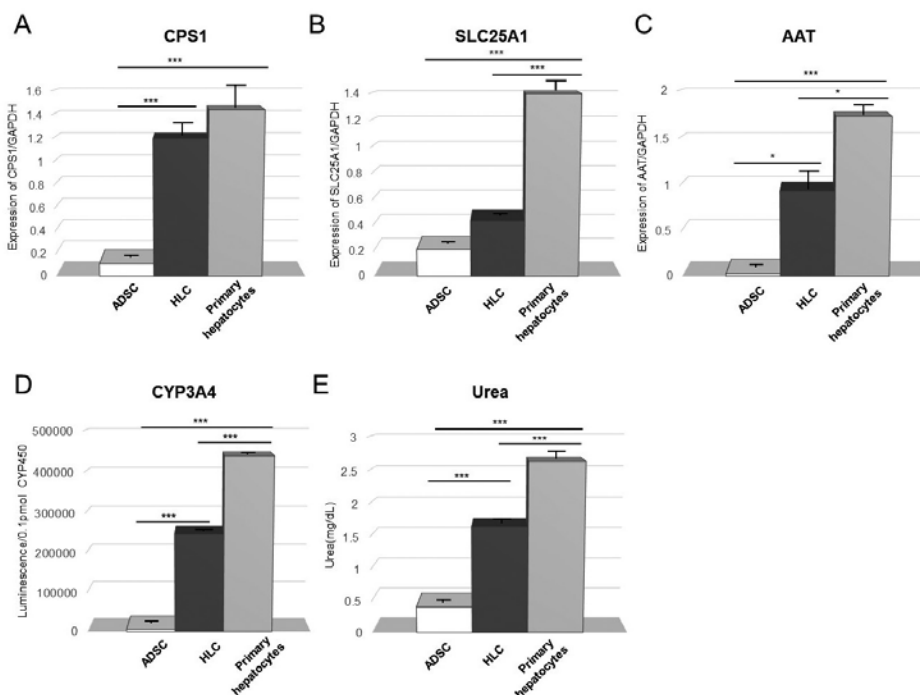 A
CPS1
***
***
Expression of CPS1/GAPDH
1.6
1.4
1.2
1
0.8
0.6
0.4
0.2
0
ADSC
HLC
Primary
hepatocytes
B
SLC25A1
***
***
Expression of SLC25A1/GAPDH
1.4
1.2
1
0.8
0.6
0.4
0.2
0
ADSC
HLC
Primary
hepatocytes
C
AAT
***
*
*
Expression of AAT/GAPDH
2
1.5
1
0.5
0
ADSC
HLC
Primary
hepatocytes
D
CYP3A4
***
***
***
Luminescence/0.1pmol CYP450
500000
400000
300000
200000
100000
0
ADSC
HLC
Primary
hepatocytes
E
Urea
***
***
***
Urea(mg/dL)
3
2.5
2
1.5
1
0.5
0
ADSC
HLC
Primary
hepatocytes